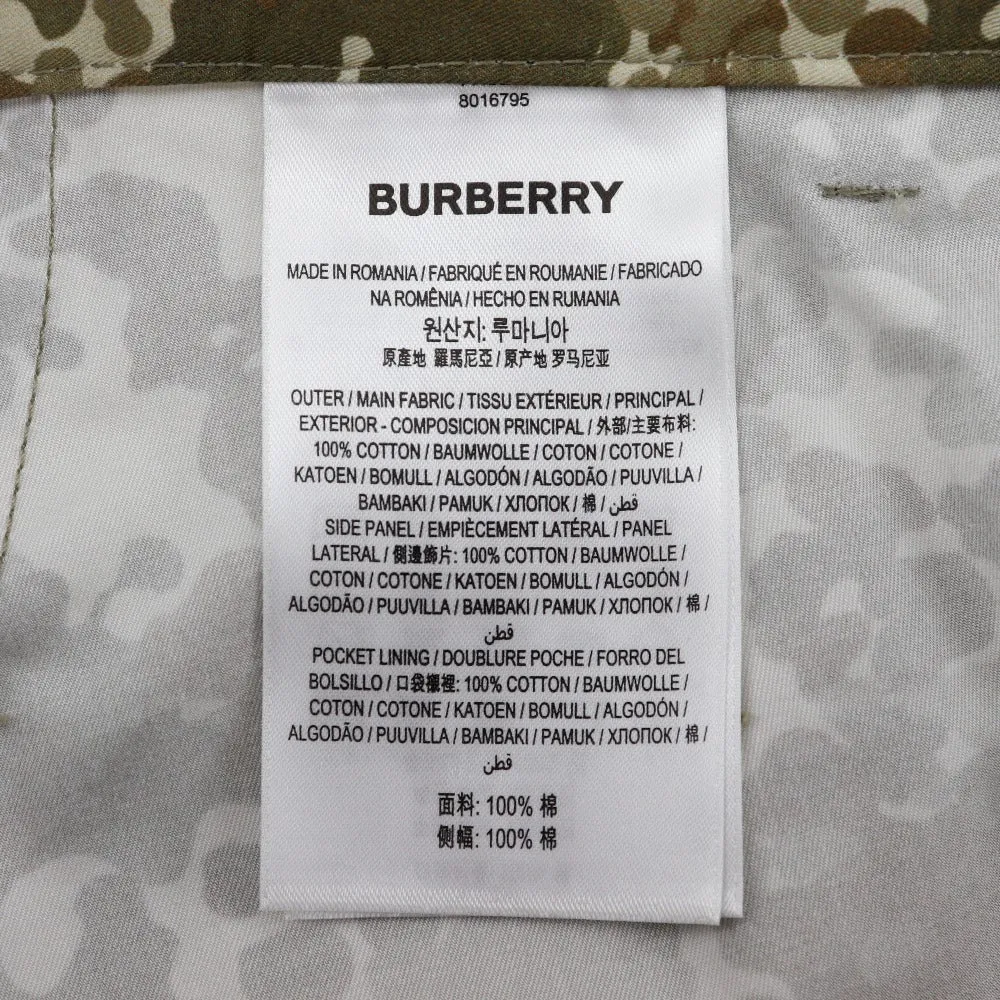 8016795
BURBERRY
MADE IN ROMANIA / FABRIQUÉ EN ROUMANIE / FABRICADO
NA ROMÊNIA / HECHO EN RUMANIA
원산지: 루마니아
原產地 羅馬尼亞 / 原产地 罗马尼亚
OUTER / MAIN FABRIC / TISSU EXTÉRIEUR / PRINCIPAL /
EXTERIOR - COMPOSICION PRINCIPAL / 外部/主要布料:
100% COTTON / BAUMWOLLE / COTON / COTONE /
KATOEN / BOMULL / ALGODÓN / ALGODÃO / PUUVILLA /
BAMBAKI / PAMUK / ХЛОПОК / 棉 / قطن
SIDE PANEL / EMPIÈCEMENT LATÉRAL / PANEL
LATERAL / 側邊飾片: 100% COTTON / BAUMWOLLE /
COTON / COTONE / KATOEN / BOMULL / ALGODÓN /
ALGODÃO / PUUVILLA / BAMBAKI / PAMUK / ХЛОПОК / 棉 /
قطن
POCKET LINING / DOUBLURE POCHE / FORRO DEL
BOLSILLO / 口袋襯裡: 100% COTTON / BAUMWOLLE /
COTON / COTONE / KATOEN / BOMULL / ALGODÓN /
ALGODÃO / PUUVILLA / BAMBAKI / PAMUK / ХЛОПОК / 棉 /
قطن
面料: 100% 棉
侧幅: 100% 棉